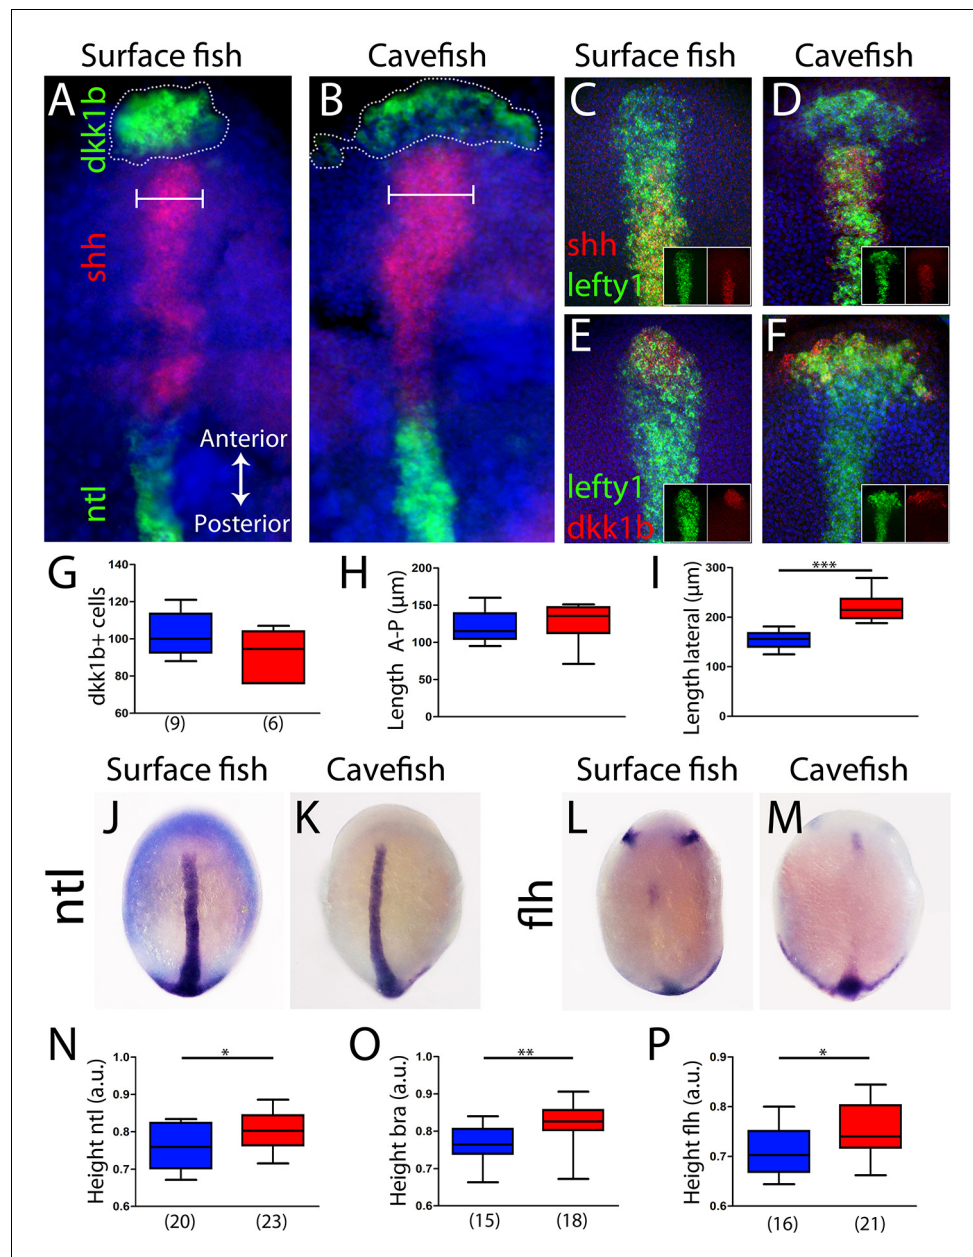 Surface fish
Cavefish
Surface fish
Cavefish
A
B
C
D
dkk1b
shh
shh
lefty1
E
F
Anterior
Posterior
ntl
lefty1
dkk1b
G
dkk1b+ cells
140
120
100
80
60
(9)
(6)
H
Length A-P (µm)
200
150
100
50
0
I
Length lateral (µm)
300
200
100
0
***
Surface fish
Cavefish
Surface fish
Cavefish
J
K
L
M
ntl
flh
N
Height ntl (a.u.)
1.0
0.9
0.8
0.7
0.6
*
(20)
(23)
O
Height bra (a.u.)
1.0
0.9
0.8
0.7
0.6
**
(15)
(18)
P
Height flh (a.u.)
0.9
0.8
0.7
0.6
*
(16)
(21)